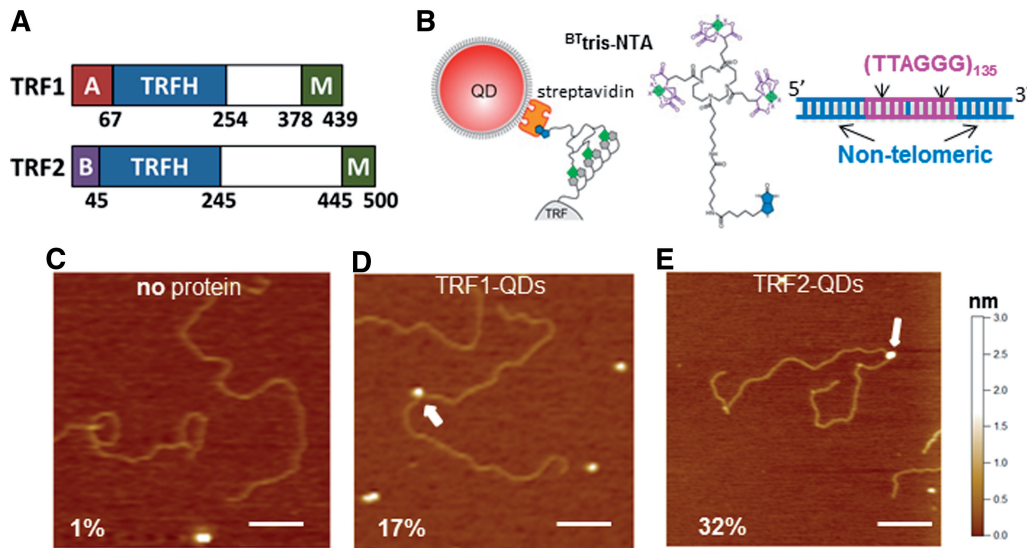 A
TRF1
A
TRFH
M
67
254
378
439
TRF2
B
TRFH
M
45
245
445
500
B
QD
streptavidin
TRF
BTtris-NTA
(TTAGGG)135
5'
3'
Non-telomeric
C
no protein
1%
D
TRF1-QDs
17%
E
TRF2-QDs
32%
nm
3.0
2.5
2.0
1.5
1.0
0.5
0.0